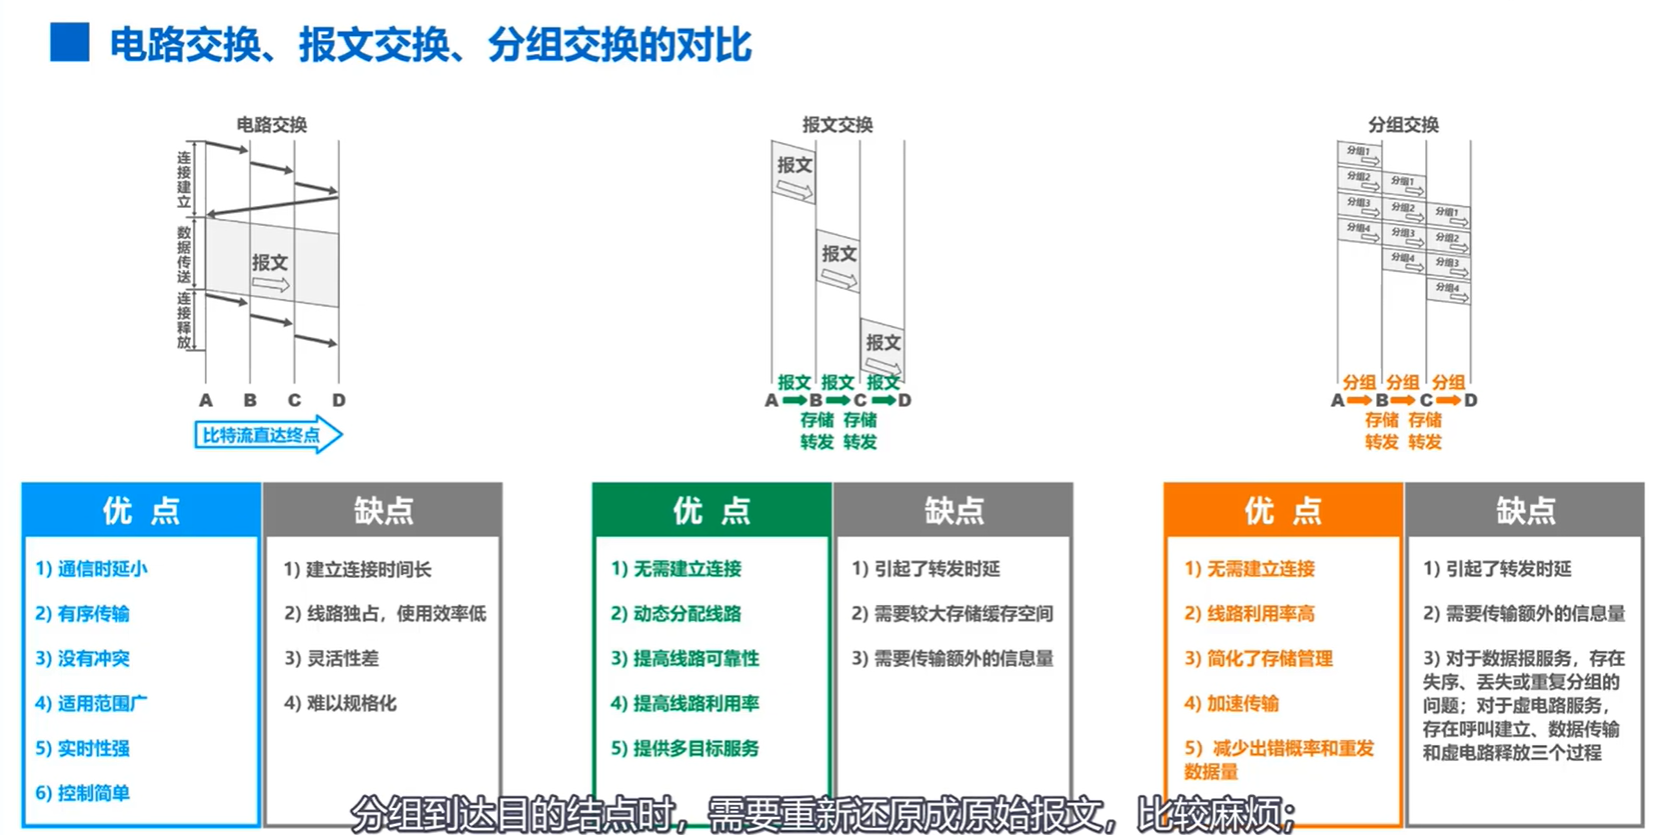 电路交换、报文交换、分组交换的对比
电路交换
连接建立
数据传送
连接释放
报文
A B C D
比特流直达终点
报文交换
报文
报文
报文
报文 报文 报文
A B C D
存储 存储
转发 转发
分组交换
分组1
分组2 分组1
分组3 分组2 分组1
分组4 分组3 分组2
分组4 分组3
分组4
分组 分组 分组
A B C D
存储 存储
转发 转发
优 点
1) 通信时延小
2) 有序传输
3) 没有冲突
4) 适用范围广
5) 实时性强
6) 控制简单
缺点
1) 建立连接时间长
2) 线路独占，使用效率低
3) 灵活性差
4) 难以规格化
优 点
1) 无需建立连接
2) 动态分配线路
3) 提高线路可靠性
4) 提高线路利用率
5) 提供多目标服务
缺点
1) 引起了转发时延
2) 需要较大存储缓存空间
3) 需要传输额外的信息量
优 点
1) 无需建立连接
2) 线路利用率高
3) 简化了存储管理
4) 加速传输
5）减少出错概率和重发
数据量
缺点
1) 引起了转发时延
2) 需要传输额外的信息量
3) 对于数据报服务，存在
失序、丢失或重复分组的
问题；对于虚电路服务，
存在呼叫建立、数据传输
和虚电路释放三个过程
分组到达目的结点时，需要重新还原成原始报文，比较麻烦；